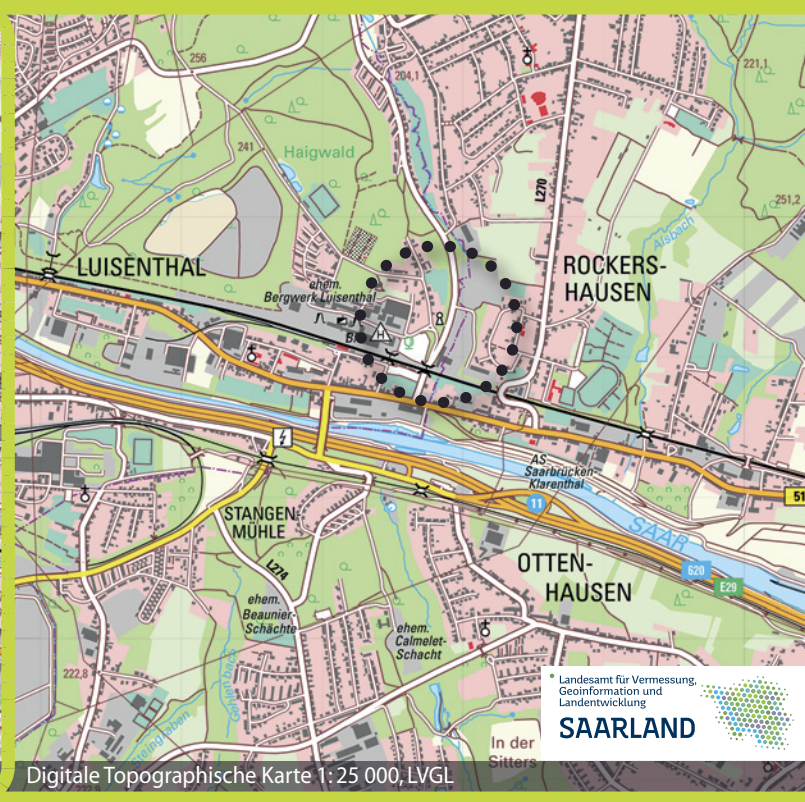 256
204,1
221,1
241
Haigwald
L270
251,2
Alsbach
LUISENTHAL
ROCKERS-
HAUSEN
ehem.
Bergwerk Luisenthal
AS
Saarbrücken-
Klarenthal
51
11
SAAR
STANGEN-
MÜHLE
L274
OTTEN-
HAUSEN
620
E29
ehem.
Beaunier-
Schächte
ehem.
Calmelet-
Schacht
222,8
Steingraben
In der
Sitters
Landesamt für Vermessung,
Geoinformation und
Landentwicklung
SAARLAND
Digitale Topographische Karte 1: 25 000, LVGL